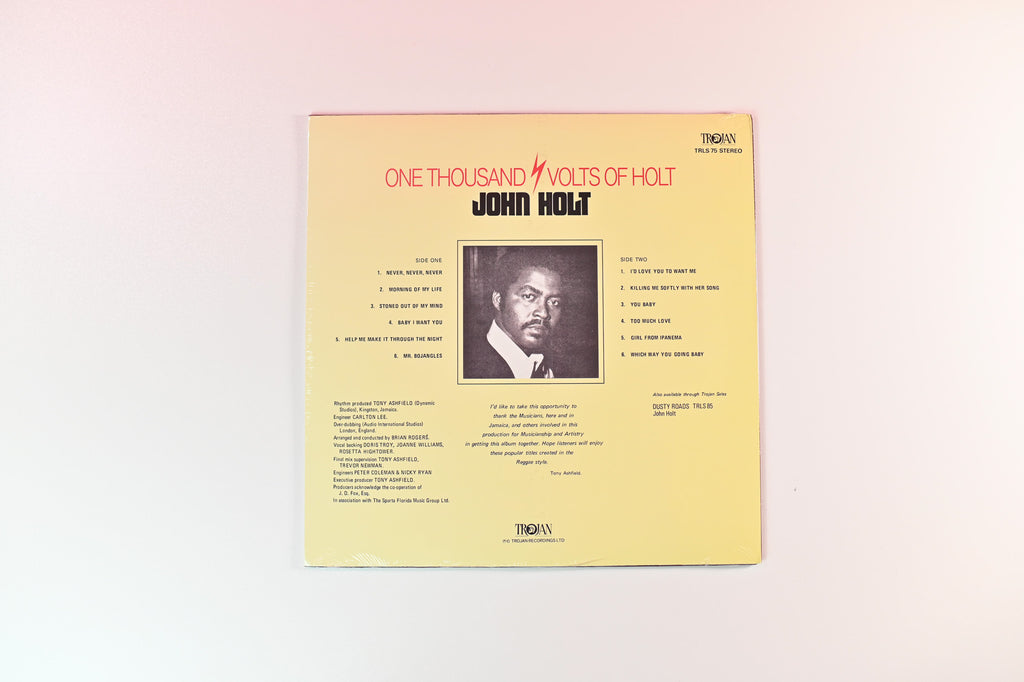 TROJAN
TRLS 75 STEREO
ONE THOUSAND VOLTS OF HOLT
JOHN HOLT
SIDE ONE
1. NEVER, NEVER, NEVER
2. MORNING OF MY LIFE
3. STONED OUT OF MY MIND
4. BABY I WANT YOU
5. HELP ME MAKE IT THROUGH THE NIGHT
6. MR. BOJANGLES
SIDE TWO
1. I'D LOVE YOU TO WANT ME
2. KILLING ME SOFTLY WITH HER SONG
3. YOU BABY
4. TOO MUCH LOVE
5. GIRL FROM IPANEMA
6. WHICH WAY YOU GOING BABY
Rhythm produced TONY ASHFIELD (Dynamic
Studios), Kingston, Jamaica.
Engineer CARLTON LEE.
Over-dubbing (Audio International Studios)
London, England.
Arranged and conducted by BRIAN ROGERS.
Vocal backing DORIS TROY, JOANNE WILLIAMS,
ROSETTA HIGHTOWER.
Final mix supervision TONY ASHFIELD,
TREVOR NEWMAN.
Engineers PETER COLEMAN & NICKY RYAN
Executive producer TONY ASHFIELD.
Producers acknowledge the co-operation of
J. D. Fox, Esq.
In association with The Sparta Florida Music Group Ltd.
I'd like to take this opportunity to
thank the Musicians, here and in
Jamaica, and others involved in this
production for Musicianship and Artistry
in getting this album together. Hope listeners will enjoy
these popular titles created in the
Reggae style.
Tony Ashfield.
Also available through Trojan Sales
DUSTY ROADS TRLS 85
John Holt
TROJAN
TROJAN RECORDINGS LTD